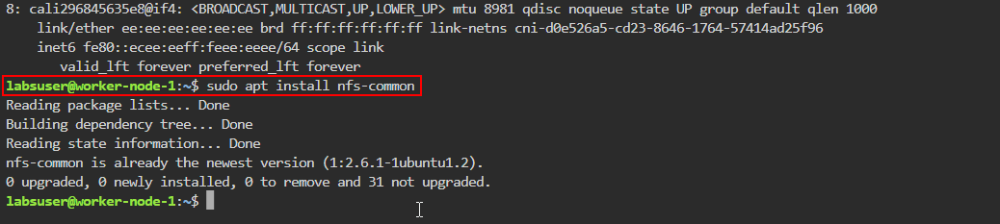 8: cali296845635e8@if4: <BROADCAST,MULTICAST,UP,LOWER_UP> mtu 8981 qdisc noqueue state UP group default qlen 1000
link/ether ee:ee:ee:ee:ee:ee brd ff:ff:ff:ff:ff:ff link-netns cni-d0e526a5-cd23-8646-1764-57414ad25f96
inet6 fe80::ecee:eeff:feee:eeee/64 scope link
valid_lft forever preferred_lft forever
labsuser@worker-node-1:~$ sudo apt install nfs-common
Reading package lists... Done
Building dependency tree... Done
Reading state information... Done
nfs-common is already the newest version (1:2.6.1-1ubuntu1.2).
0 upgraded, 0 newly installed, 0 to remove and 31 not upgraded.
labsuser@worker-node-1:~$